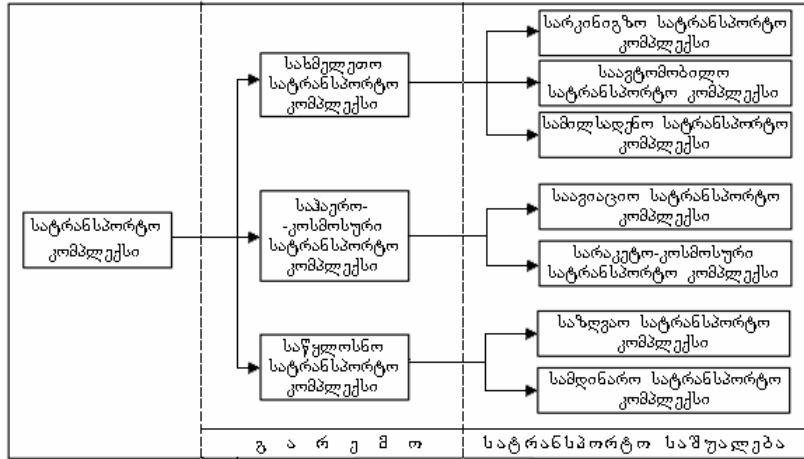 სატრანსპორტო
კომპლექსი
სახმელეთო
სატრანსპორტო
კომპლექსი
საჰაერო-
-კოსმოსური
სატრანსპორტო
კომპლექსი
საწყლოსნო
სატრანსპორტო
კომპლექსი
სარკინიგზო სატრანსპორტო
კომპლექსი
საავტომობილო
სატრანსპორტო კომპლექსი
სამილსადენო სატრანსპორტო
კომპლექსი
საავიაციო სატრანსპორტო
კომპლექსი
სარაკეტო-კოსმოსური
სატრანსპორტო კომპლექსი
საზღვაო სატრანსპორტო
კომპლექსი
სამდინარო სატრანსპორტო
კომპლექსი
გ ა რ ე მ ო
სატრანსპორტო საშუალება